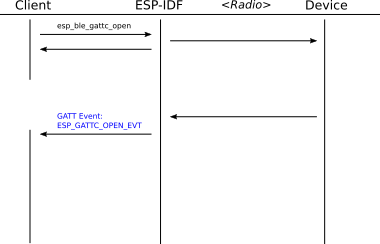 Client ESP-IDF <Radio> Device
esp_ble_gattc_open
GATT Event:
ESP_GATTC_OPEN_EVT